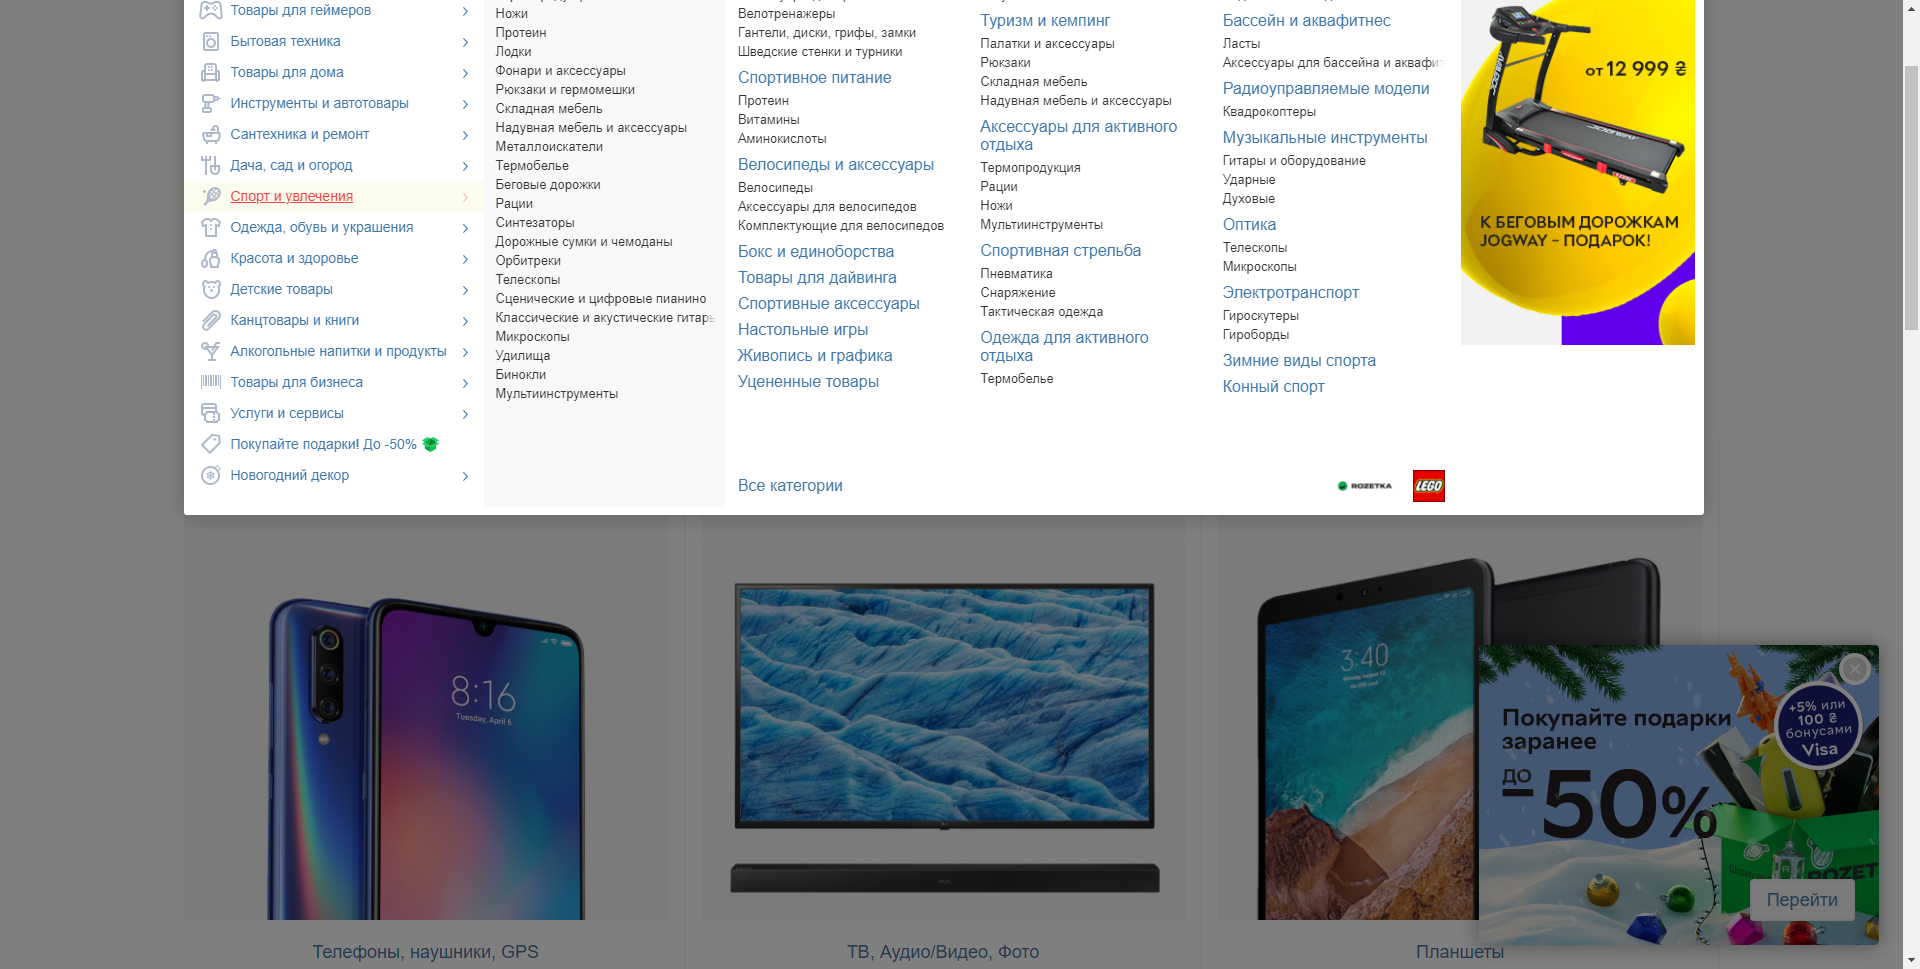 Товары для геймеров
Бытовая техника
Товары для дома
Инструменты и автотовары
Сантехника и ремонт
Дача, сад и огород
Спорт и увлечения
Одежда, обувь и украшения
Красота и здоровье
Детские товары
Канцтовары и книги
Алкогольные напитки и продукты
Товары для бизнеса
Услуги и сервисы
Покупайте подарки! До -50%
Новогодний декор
Ножи
Протеин
Лодки
Фонари и аксессуары
Рюкзаки и гермомешки
Складная мебель
Надувная мебель и аксессуары
Металлоискатели
Термобелье
Беговые дорожки
Рации
Синтезаторы
Дорожные сумки и чемоданы
Орбитреки
Телескопы
Сценические и цифровые пианино
Классические и акустические гитары
Микроскопы
Удилища
Бинокли
Мультиинструменты
Велотренажеры
Гантели, диски, грифы, замки
Шведские стенки и турники
Спортивное питание
Протеин
Витамины
Аминокислоты
Велосипеды и аксессуары
Велосипеды
Аксессуары для велосипедов
Комплектующие для велосипедов
Бокс и единоборства
Товары для дайвинга
Спортивные аксессуары
Настольные игры
Живопись и графика
Уцененные товары
Все категории
Туризм и кемпинг
Палатки и аксессуары
Рюкзаки
Складная мебель
Надувная мебель и аксессуары
Аксессуары для активного
отдыха
Термопродукция
Рации
Ножи
Мультиинструменты
Спортивная стрельба
Пневматика
Снаряжение
Тактическая одежда
Одежда для активного
отдыха
Термобелье
Бассейн и аквафитнес
Ласты
Аксессуары для бассейна и аквафит
Радиоуправляемые модели
Квадрокоптеры
Музыкальные инструменты
Гитары и оборудование
Ударные
Духовые
Оптика
Телескопы
Микроскопы
Электротранспорт
Гироскутеры
Гироборды
Зимние виды спорта
Конный спорт
ROZETKA
LEGO
от 12 999 ₴
JOGWAY
К БЕГОВЫМ ДОРОЖКАМ
JOGWAY – ПОДАРОК!
8:16
Tuesday, April 6
3:40
Телефоны, наушники, GPS
ТВ, Аудио/Видео, Фото
Планшеты
Покупайте подарки
заранее
ДО
50%
+5% или
100 ₴
бонусами
Visa
ROZET
Перейти